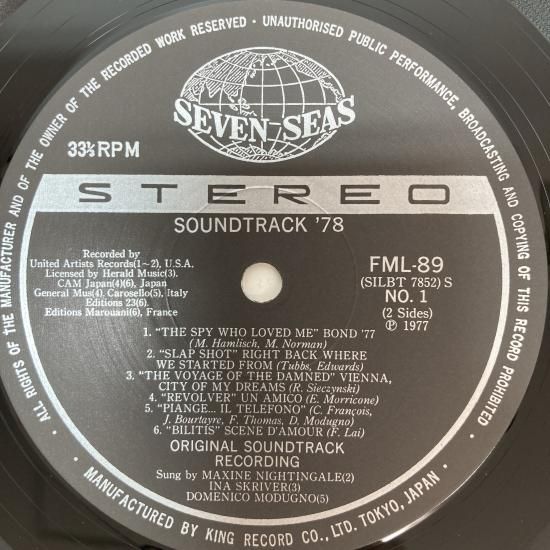 ALL RIGHTS OF THE MANUFACTURER AND OF THE OWNER OF THE RECORDED WORK RESERVED · UNAUTHORISED PUBLIC PERFORMANCE, BROADCASTING AND COPYING OF THIS RECORD PROHIBITED
SEVEN SEAS
33⅓ RPM
STEREO
SOUNDTRACK '78
Recorded by
United Artists Records(1~2), U.S.A.
Licensed by Herald Music(3).
CAM Japan(4)(6), Japan
General Mus(4). Carosello(5), Italy
Editions 23(6).
Editions Marouani(6), France
FML-89
(SILBT 7852) S
NO. 1
(2 Sides)
Ⓟ 1977
1. "THE SPY WHO LOVED ME" BOND '77
(M. Hamlisch, M. Norman)
2. "SLAP SHOT" RIGHT BACK WHERE
WE STARTED FROM (Tubbs, Edwards)
3. "THE VOYAGE OF THE DAMNED" VIENNA,
CITY OF MY DREAMS (R. Sieczynski)
4. "REVOLVER" UN AMICO (E. Morricone)
5. "PIANGE... IL TELEFONO" (C. François,
J. Bourtayre, F. Thomas, D. Modugno)
6. "BILITIS" SCENE D'AMOUR (F. Lai)
ORIGINAL SOUNDTRACK
RECORDING
Sung by MAXINE NIGHTINGALE(2)
INA SKRIVER(3)
DOMENICO MODUGNO(5)
· MANUFACTURED BY KING RECORD CO., LTD. TOKYO, JAPAN ·